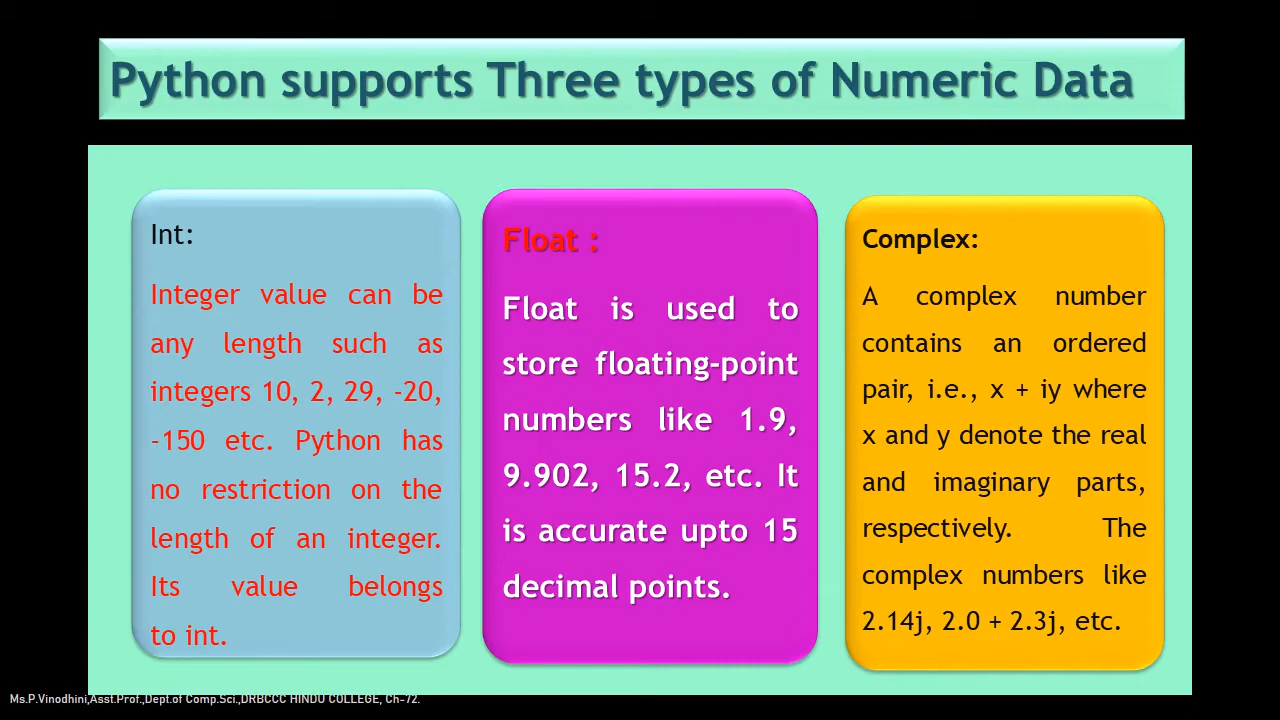 Python supports Three types of Numeric Data
Int:
Integer value can be
any length such as
integers 10, 2, 29, -20,
-150 etc. Python has
no restriction on the
length of an integer.
Its value belongs
to int.
Float :
Float is used to
store floating-point
numbers like 1.9,
9.902, 15.2, etc. It
is accurate upto 15
decimal points.
Complex:
A complex number
contains an ordered
pair, i.e., x + iy where
x and y denote the real
and imaginary parts,
respectively. The
complex numbers like
2.14j, 2.0 + 2.3j, etc.
Ms.P.Vinodhini,Asst.Prof.,Dept.of Comp.Sci.,DRBCCC HINDU COLLEGE, Ch-72.